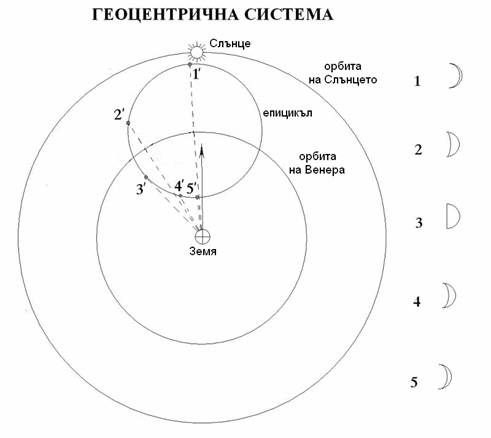 ГЕОЦЕНТРИЧНА СИСТЕМА
Слънце
орбита
на Слънцето
1′
2′
епицикъл
орбита
на Венера
3′
4′
5′
Земя
1
2
3
4
5